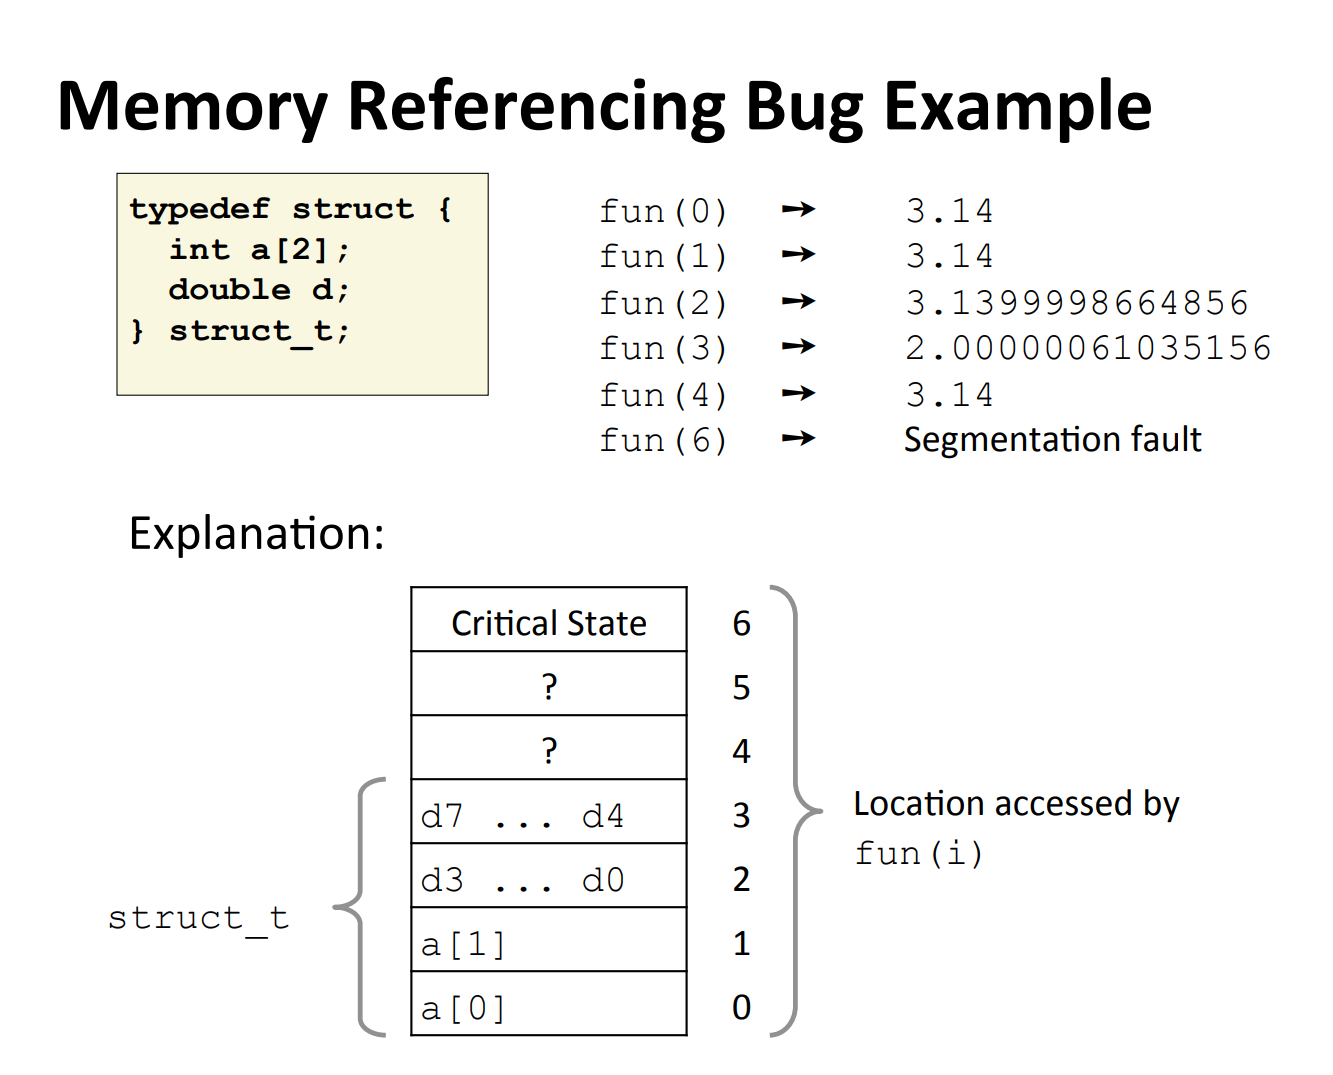 Memory Referencing Bug Example
typedef struct {
int a[2];
double d;
} struct_t;
fun(0) → 3.14
fun(1) → 3.14
fun(2) → 3.1399998664856
fun(3) → 2.00000061035156
fun(4) → 3.14
fun(6) → Segmentation fault
Explanation:
Critical State 6
? 5
? 4
d7 ... d4 3
d3 ... d0 2
a[1] 1
a[0] 0
struct_t
Location accessed by
fun(i)